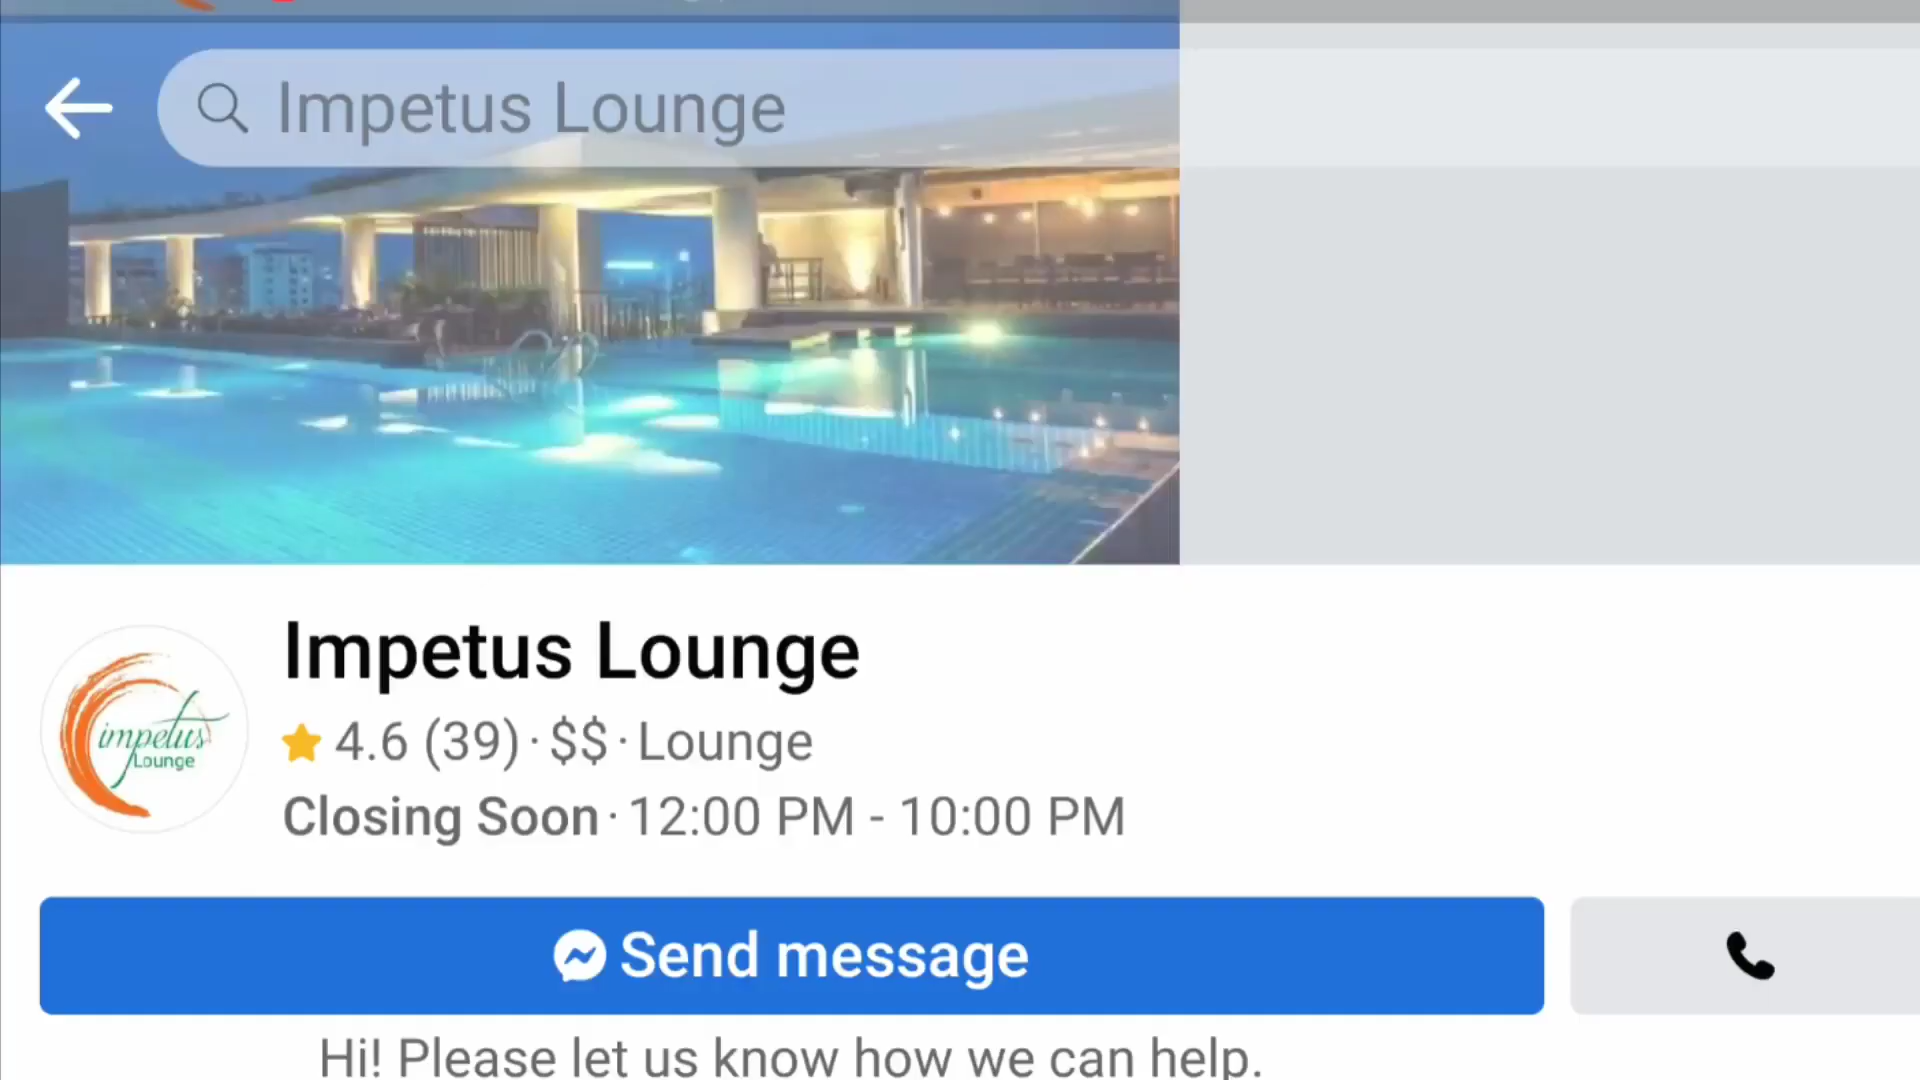 Impetus Lounge
Impetus Lounge
impetus
Lounge
4.6 (39) · $$ · Lounge
Closing Soon · 12:00 PM - 10:00 PM
Send message
Hi! Please let us know how we can help.